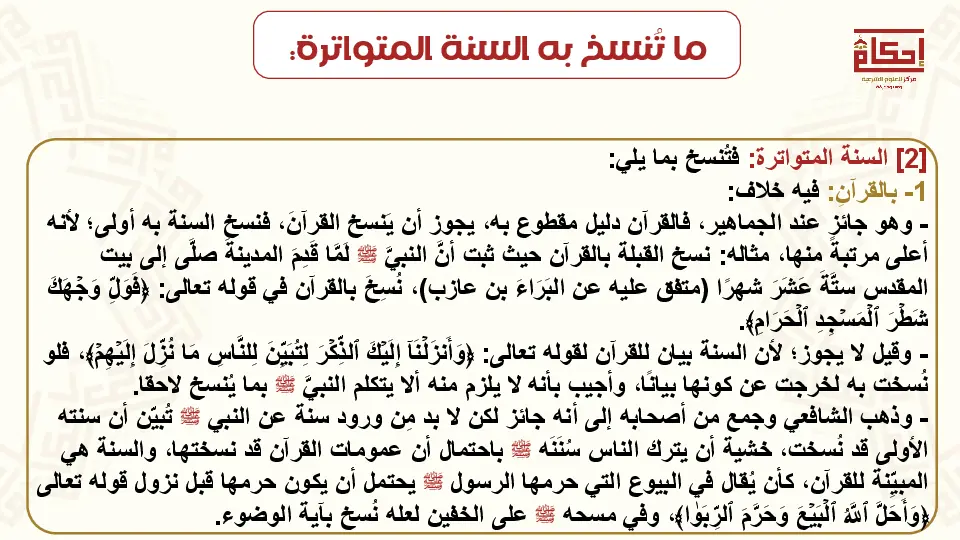 ما تُنسخ به السنة المتواترة:
إحكام
مركز للعلوم الشرعية
[2] السنة المتواترة: فتُنسخ بما يلي:
1- بالقرآنِ: فيه خلاف:
- وهو جائز عند الجماهير، فالقرآن دليل مقطوع به، يجوز أن يَنسخ القرآنَ، فنسخ السنة به أولى؛ لأنه
أعلى مرتبةً منها، مثاله: نسخ القبلة بالقرآن حيث ثبت أنَّ النبيَّ ﷺ لَمَّا قَدِمَ المدينةَ صلَّى إلى بيت
المقدس ستَّةَ عَشَرَ شهرًا (متفق عليه عن البَرَاءَ بن عازب)، نُسِخَ بالقرآن في قوله تعالى: ﴿فَوَلِّ وَجۡهَكَ
شَطۡرَ ٱلۡمَسۡجِدِ ٱلۡحَرَامِ﴾.
- وقيل لا يجوز؛ لأن السنة بيان للقرآن لقوله تعالى: ﴿وَأَنزَلۡنَآ إِلَيۡكَ ٱلذِّكۡرَ لِتُبَيِّنَ لِلنَّاسِ مَا نُزِّلَ إِلَيۡهِمۡ﴾، فلو
نُسخت به لخرجت عن كونها بيانًا، وأجيب بأنه لا يلزم منه ألا يتكلم النبيَّ ﷺ بما يُنسخ لاحقا.
- وذهب الشافعي وجمع من أصحابه إلى أنه جائز لكن لا بد مِن ورود سنة عن النبي ﷺ تُبيّن أن سنته
الأولى قد نُسخت، خشية أن يترك الناس سُنَنَه ﷺ باحتمال أن عمومات القرآن قد نسختها، والسنة هي
المبيِّنة للقرآن، كأن يُقال في البيوع التي حرمها الرسول ﷺ يحتمل أن يكون حرمها قبل نزول قوله تعالى
﴿وَأَحَلَّ ٱللَّهُ ٱلۡبَيۡعَ وَحَرَّمَ ٱلرِّبَوٰا﴾، وفي مسحه ﷺ على الخفين لعله نُسخ بآية الوضوء.